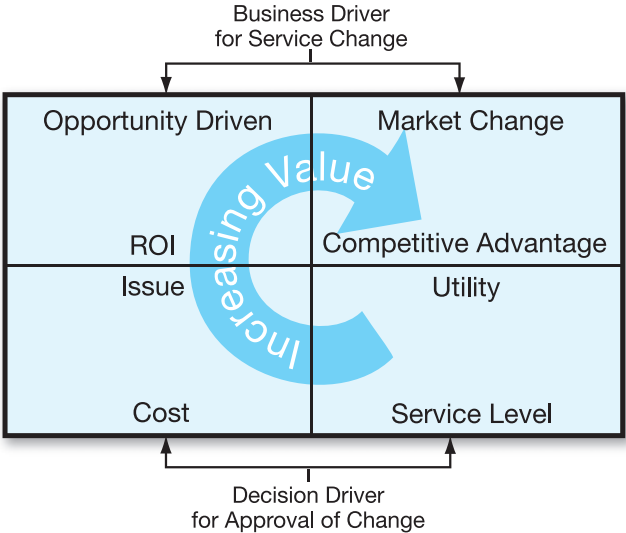 Business Driver
for Service Change
Opportunity Driven
Market Change
Increasing Value
ROI
Competitive Advantage
Issue
Utility
Cost
Service Level
Decision Driver
for Approval of Change